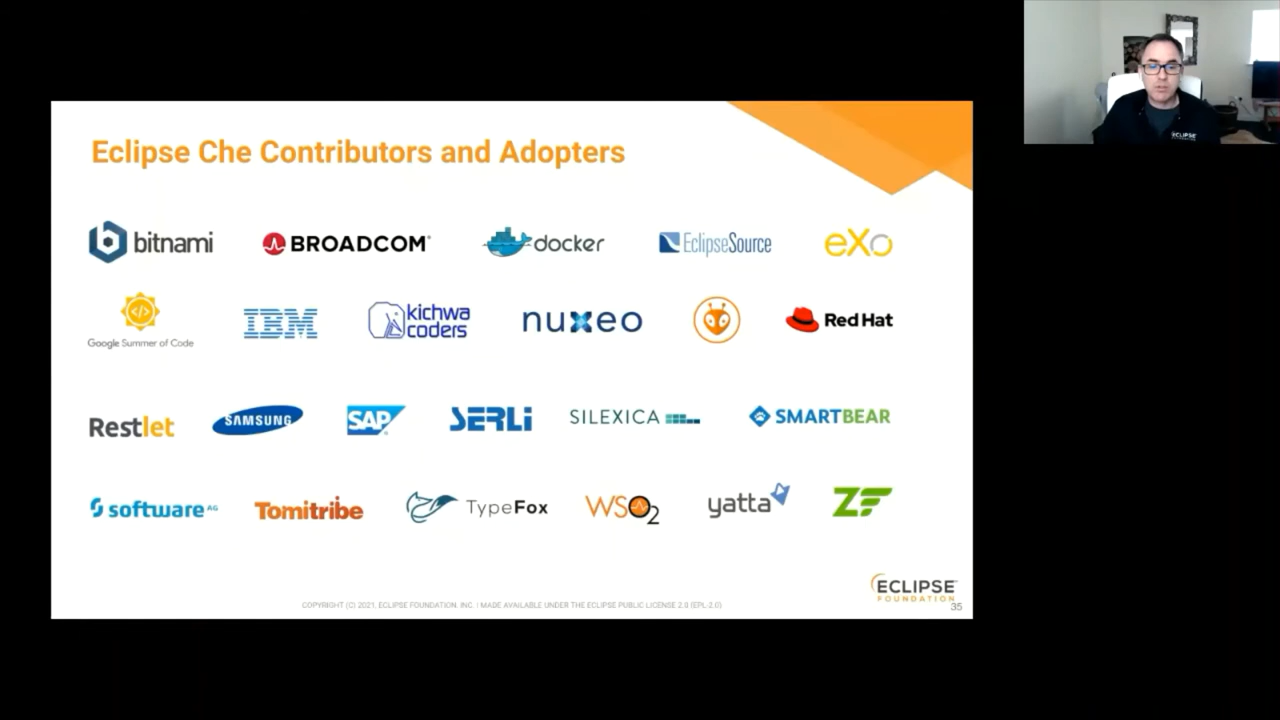 Eclipse Che Contributors and Adopters
bitnami
BROADCOM
docker
EclipseSource
eXo
Google Summer of Code
IBM
kichwa
coders
nuxeo
Red Hat
Restlet
SAMSUNG
SAP
SERLi
SILEXICA
SMARTBEAR
software AG
Tomitribe
TypeFox
WSO2
yatta
ZF
ECLIPSE
FOUNDATION
COPYRIGHT (C) 2021, ECLIPSE FOUNDATION, INC. | MADE AVAILABLE UNDER THE ECLIPSE PUBLIC LICENSE 2.0 (EPL-2.0)
35
ECLIPSE